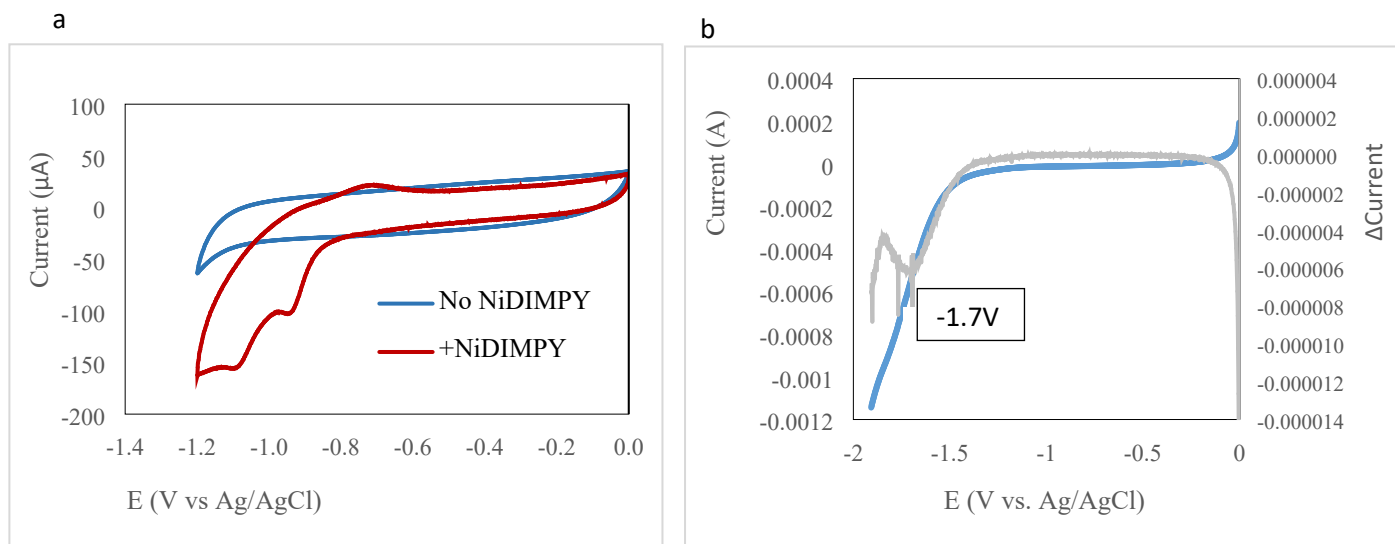 a
100
50
0
-50
-100
-150
-200
Current (µA)
No NiDIMPY
+NiDIMPY
-1.4 -1.2 -1.0 -0.8 -0.6 -0.4 -0.2 0.0
E (V vs Ag/AgCl)
b
0.0004
0.0002
0
-0.0002
-0.0004
-0.0006
-0.0008
-0.001
-0.0012
Current (A)
-1.7V
0.000004
0.000002
0.000000
-0.000002
-0.000004
-0.000006
-0.000008
-0.000010
-0.000012
-0.000014
ΔCurrent
-2 -1.5 -1 -0.5 0
E (V vs. Ag/AgCl)